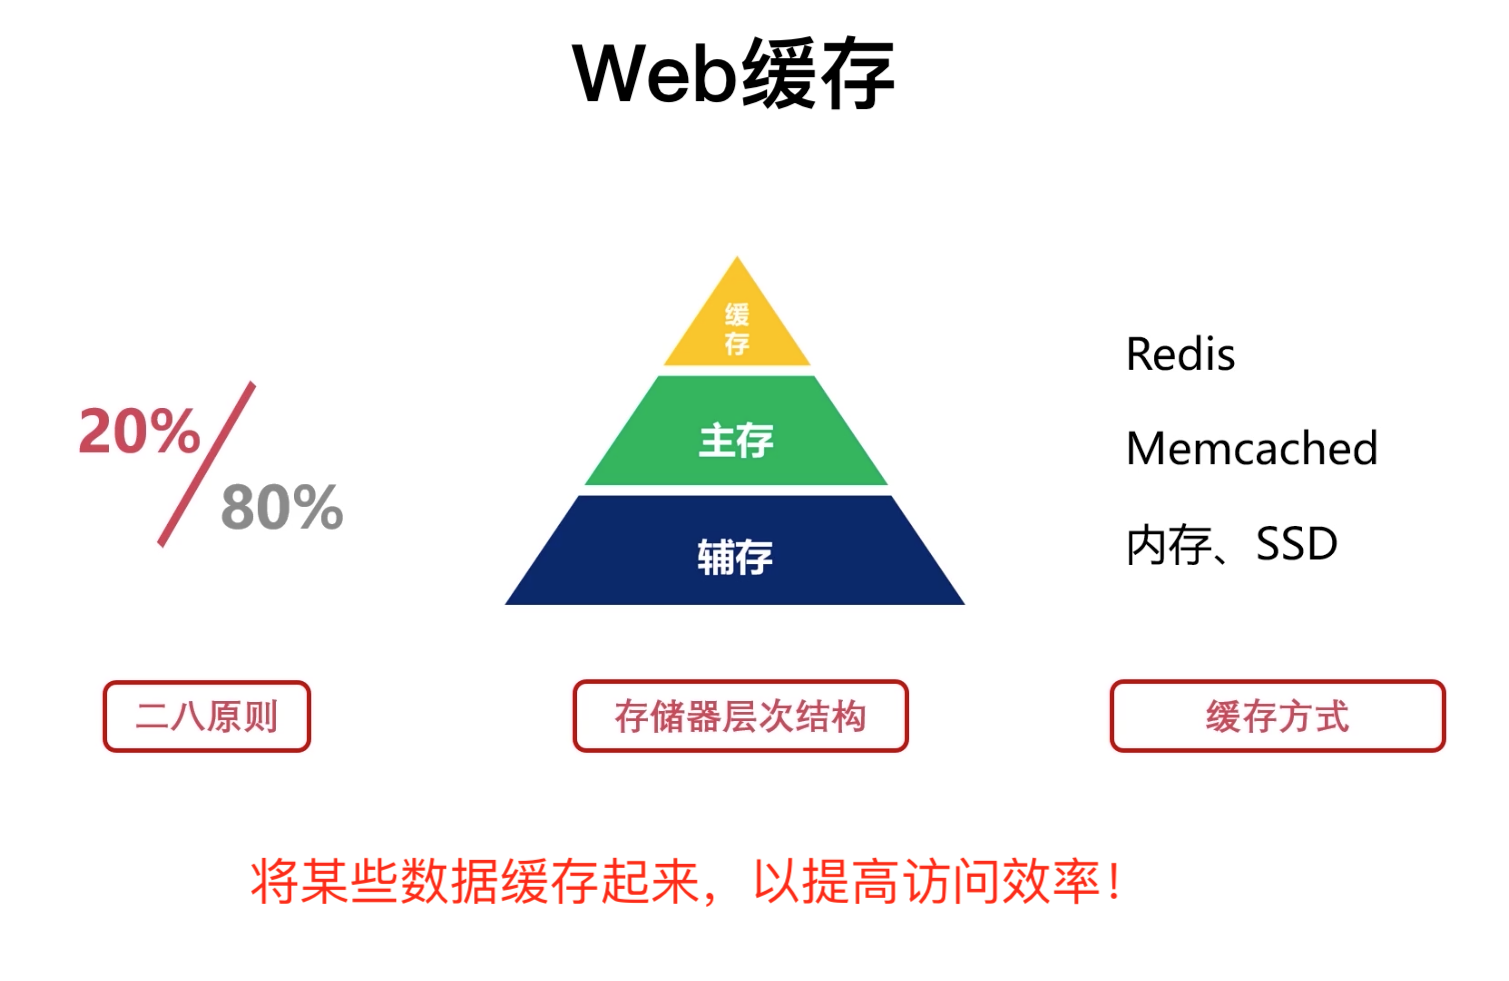 Web缓存
20%
80%
二八原则
缓
存
主存
辅存
存储器层次结构
Redis
Memcached
内存、SSD
缓存方式
将某些数据缓存起来，以提高访问效率！